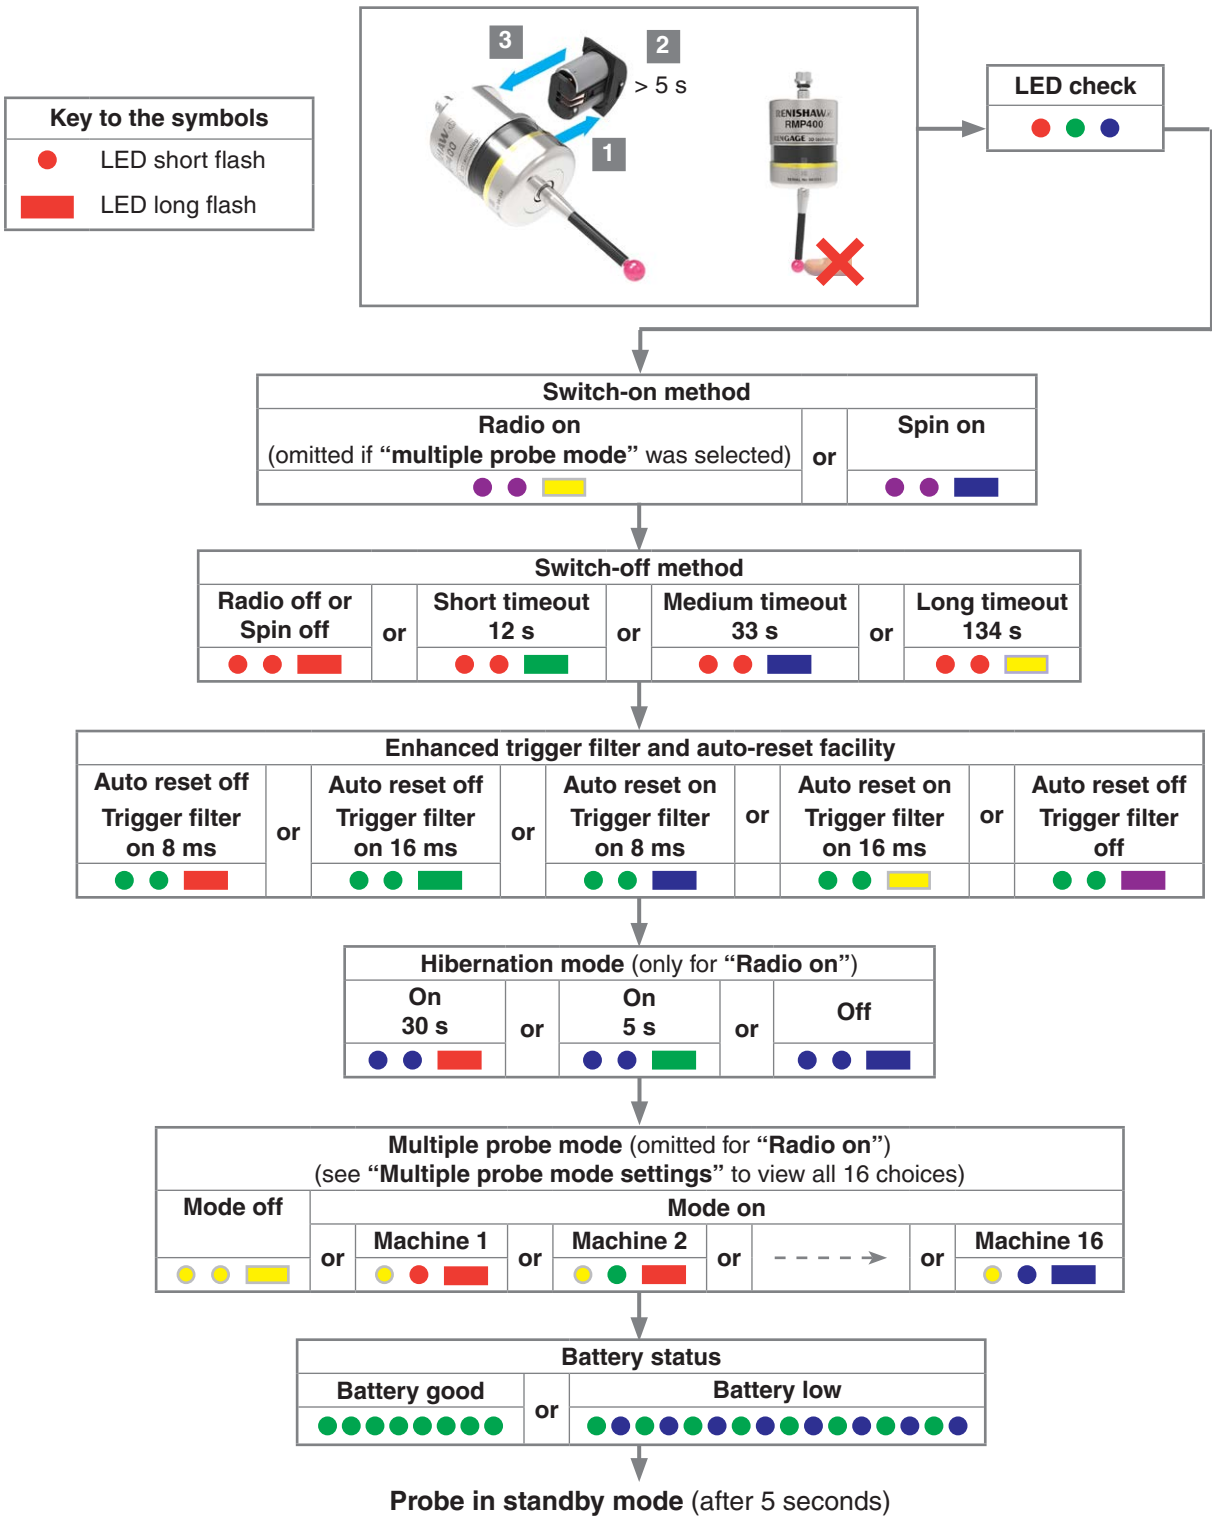 3
2
> 5 s
1
RENISHAW
RMP400
ENGAGE
LED check
Key to the symbols
LED short flash
LED long flash
Switch-on method
Radio on
(omitted if “multiple probe mode” was selected)
or
Spin on
Switch-off method
Radio off or
Spin off
or
Short timeout
12 s
or
Medium timeout
33 s
or
Long timeout
134 s
Enhanced trigger filter and auto-reset facility
Auto reset off
Trigger filter
on 8 ms
or
Auto reset off
Trigger filter
on 16 ms
or
Auto reset on
Trigger filter
on 8 ms
or
Auto reset on
Trigger filter
on 16 ms
or
Auto reset off
Trigger filter
off
Hibernation mode (only for “Radio on”)
On
30 s
or
On
5 s
or
Off
Multiple probe mode (omitted for “Radio on”)
(see “Multiple probe mode settings” to view all 16 choices)
Mode off
Mode on
or
Machine 1
or
Machine 2
or
or
Machine 16
Battery status
Battery good
or
Battery low
Probe in standby mode (after 5 seconds)